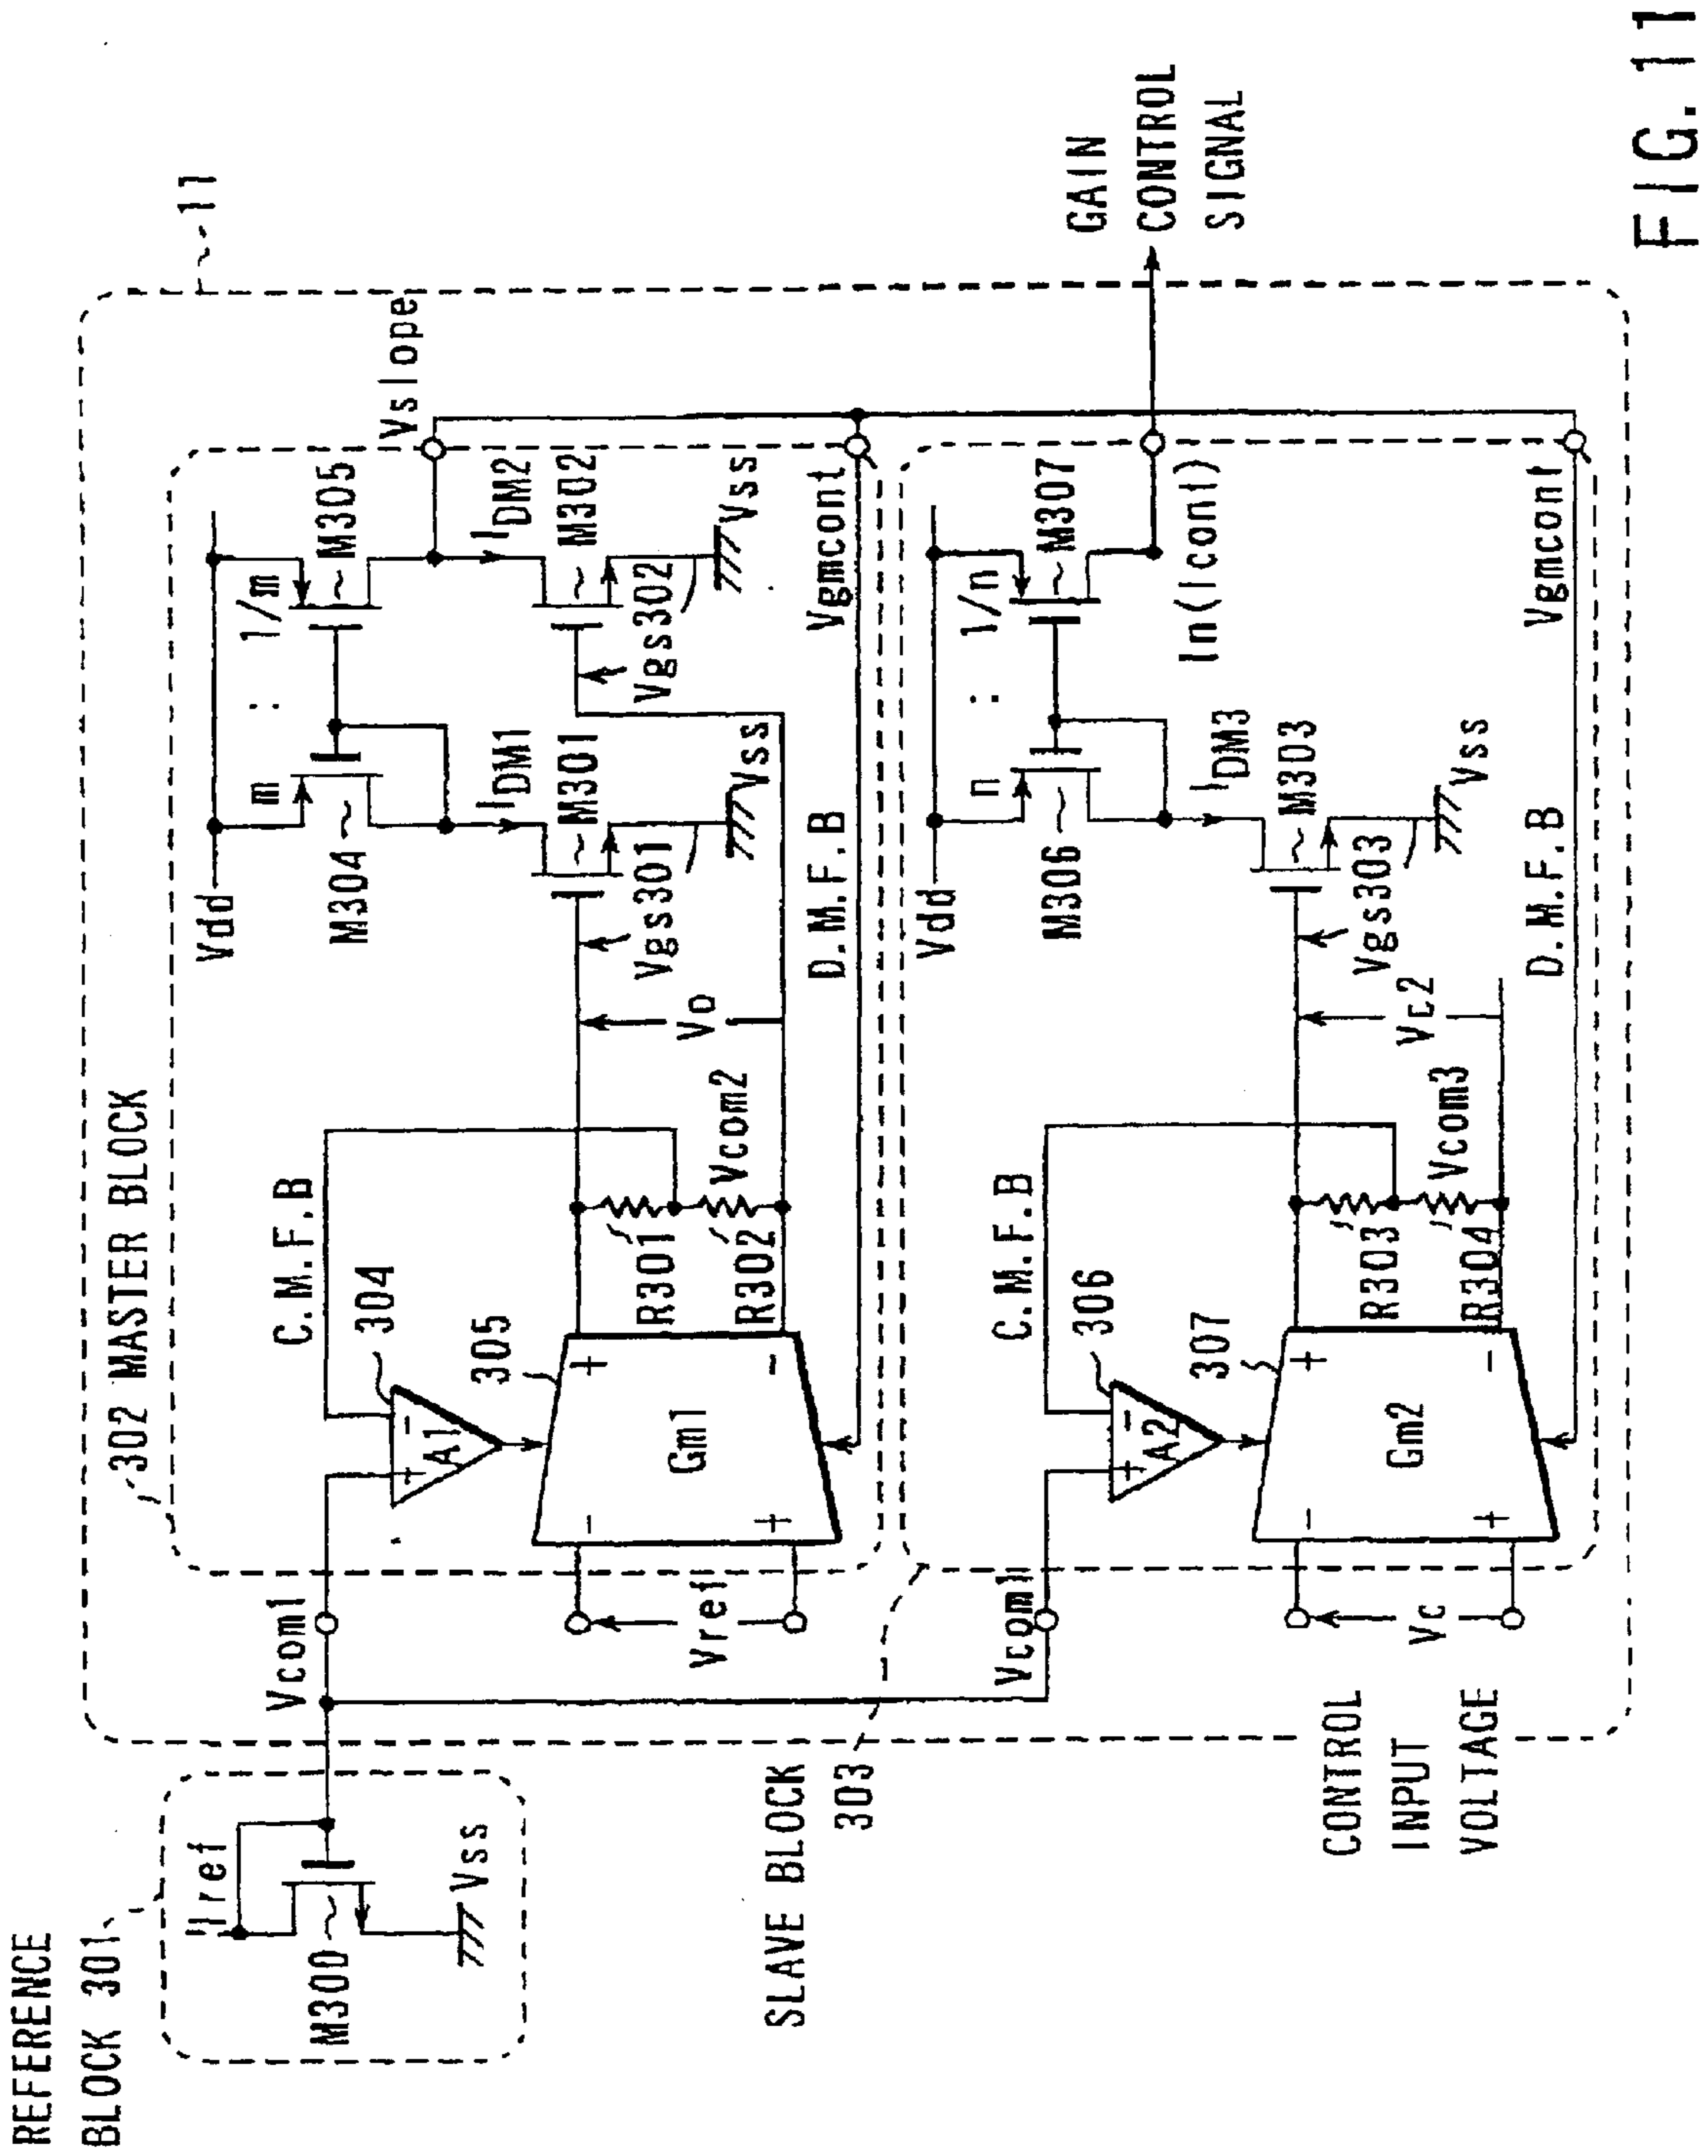 REFERENCE
BLOCK 301
Iref
M300
Vss
11
302 MASTER BLOCK
Vcom1
C.M.F.B
304
A1
+
-
305
Gm1
-
+
+
-
Vref
R301
R302
Vcom2
Vo
Vdd
M304
m : 1/m
M305
Vslope
IDM1
M301
Vgs301
Vss
IDM2
M302
Vgs302
Vss
D.M.F.B
Vgmcont
SLAVE BLOCK
303
Vcom1
C.M.F.B
306
A2
+
-
307
Gm2
-
+
+
-
Vc
CONTROL
INPUT
VOLTAGE
R303
R304
Vcom3
Vc2
Vdd
M306
n : 1/n
M307
IDM3
M303
Vgs303
Vss
In(Icont)
D.M.F.B
Vgmcont
GAIN
CONTROL
SIGNAL
FIG.11